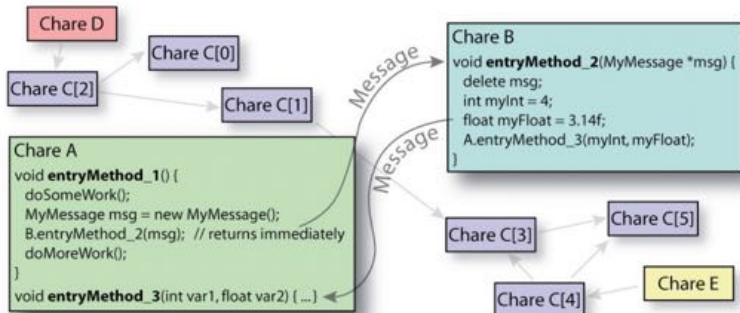 Chare D
Chare C[0]
Chare C[2]
Chare C[1]
Message
Message
Chare B
void entryMethod_2(MyMessage *msg) {
delete msg;
int myInt = 4;
float myFloat = 3.14f;
A.entryMethod_3(myInt, myFloat);
}
Chare A
void entryMethod_1() {
doSomeWork();
MyMessage msg = new MyMessage();
B.entryMethod_2(msg); // returns immediately
doMoreWork();
}
void entryMethod_3(int var1, float var2) { ... }
Chare C[3]
Chare C[5]
Chare C[4]
Chare E